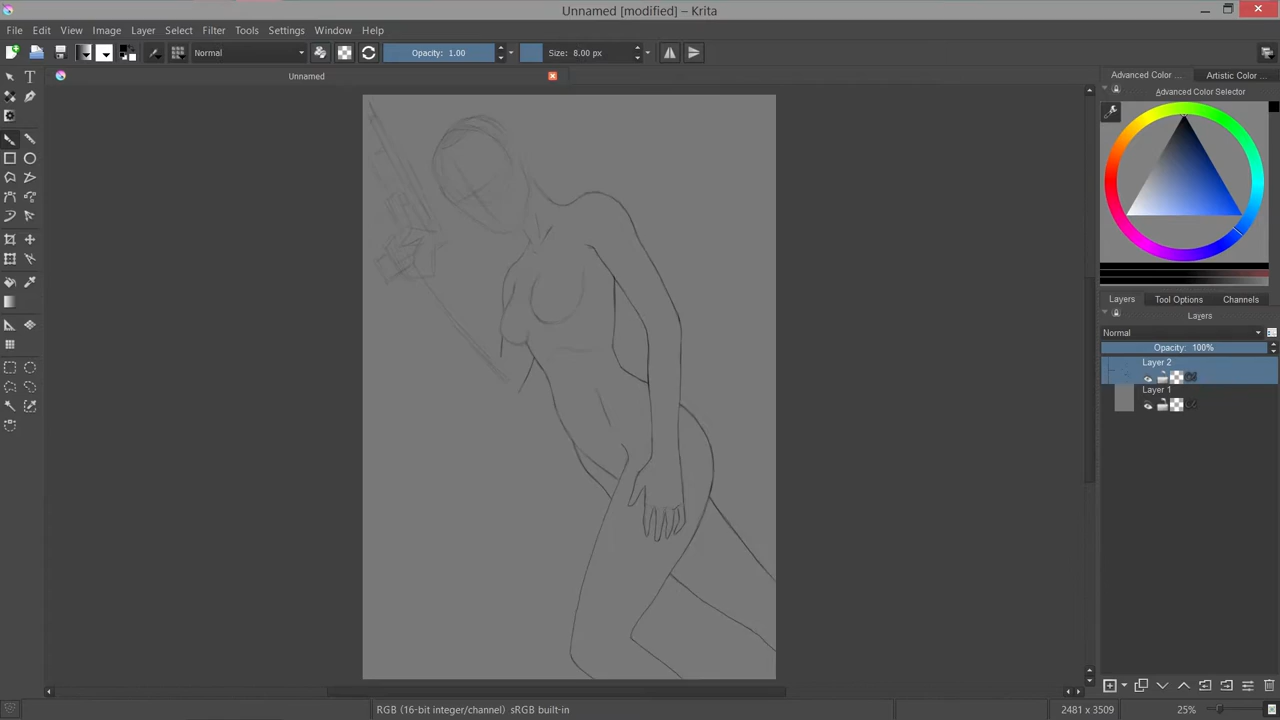 Unnamed [modified] – Krita
File Edit View Image Layer Select Filter Tools Settings Window Help
Normal Opacity: 1.00 Size: 8.00 px
Unnamed
Advanced Color ... Artistic Color ...
Advanced Color Selector
Layers Tool Options Channels
Layers
Normal
Opacity: 100%
Layer 2
Layer 1
RGB (16-bit integer/channel) sRGB built-in 2481 x 3509 25%